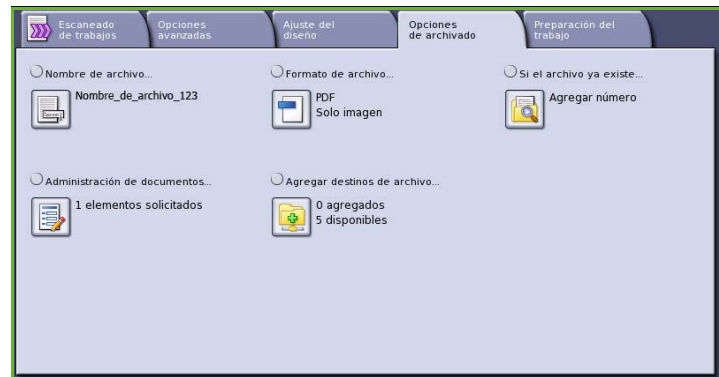 Escaneado
de trabajos
Opciones
avanzadas
Ajuste del
diseño
Opciones
de archivado
Preparación del
trabajo
Nombre de archivo...
Nombre_de_archivo_123
Formato de archivo...
PDF
Solo imagen
Si el archivo ya existe...
Agregar número
Administración de documentos...
1 elementos solicitados
Agregar destinos de archivo...
0 agregados
5 disponibles